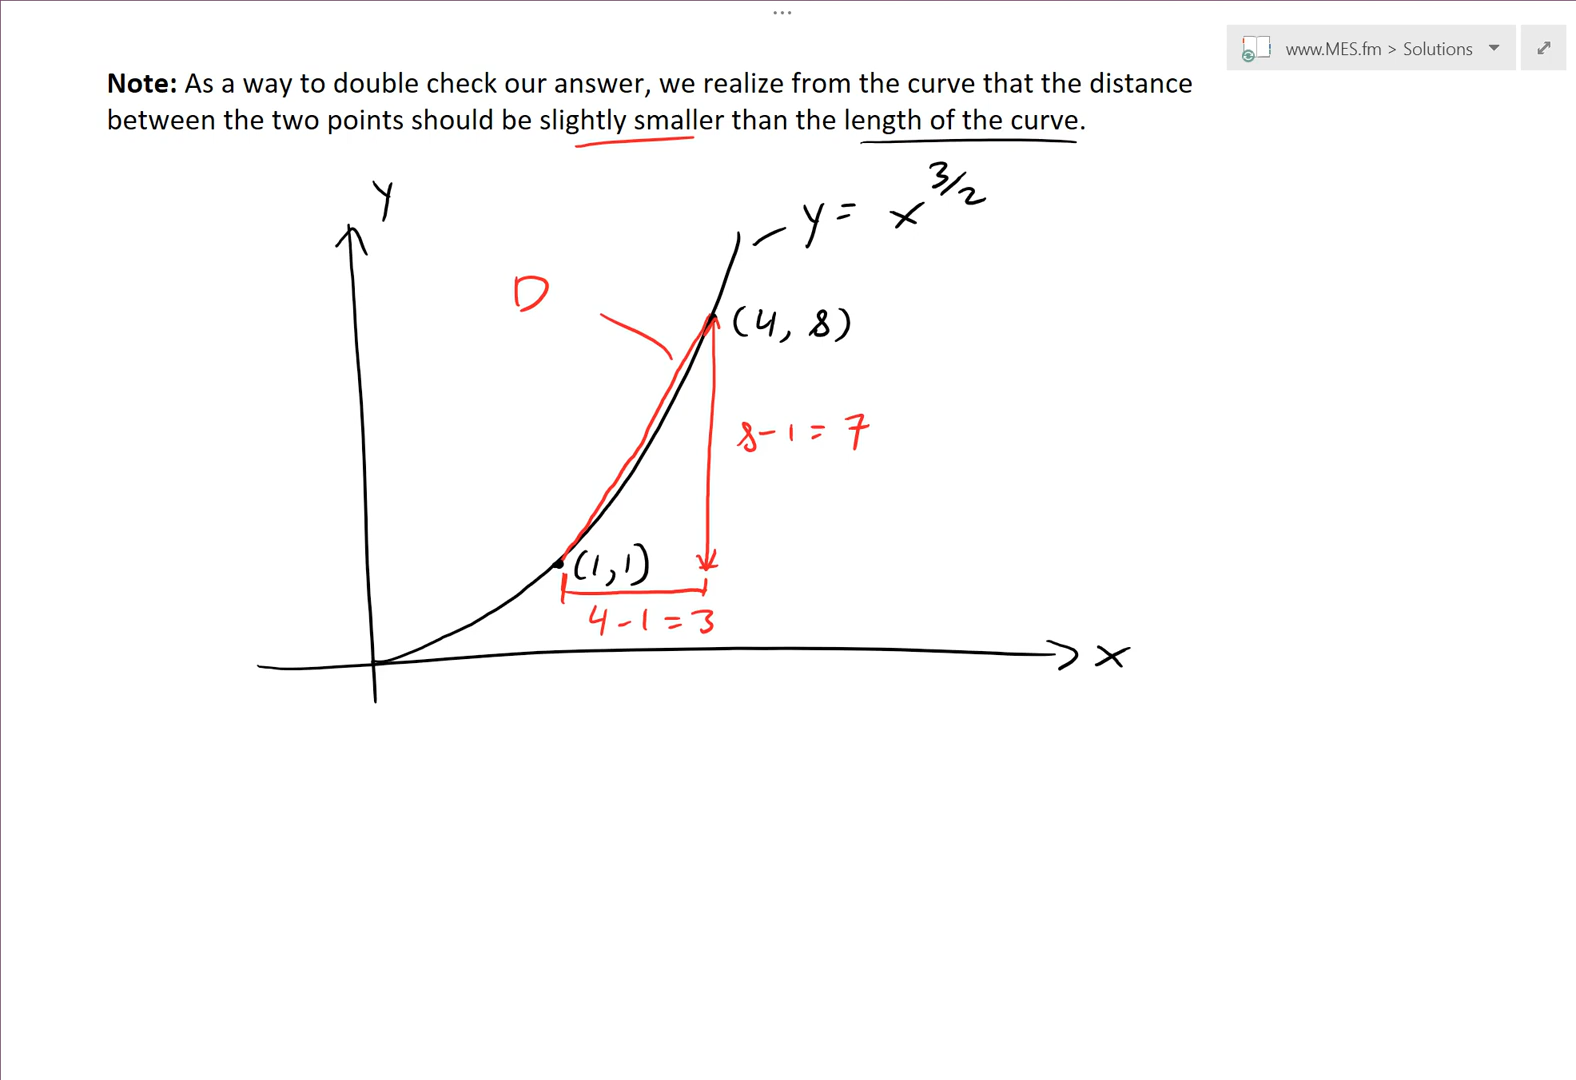 ...
www.MES.fm > Solutions
Note: As a way to double check our answer, we realize from the curve that the distance
between the two points should be slightly smaller than the length of the curve.
y
y = x^3/2
D
(4, 8)
8-1 = 7
(1,1)
4-1=3
x